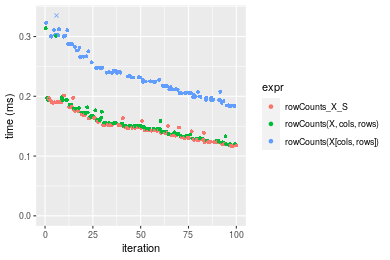 0.3
0.2
0.1
0.0
time (ms)
0
25
50
75
100
iteration
expr
rowCounts_X_S
rowCounts(X, cols, rows)
rowCounts(X[cols, rows])